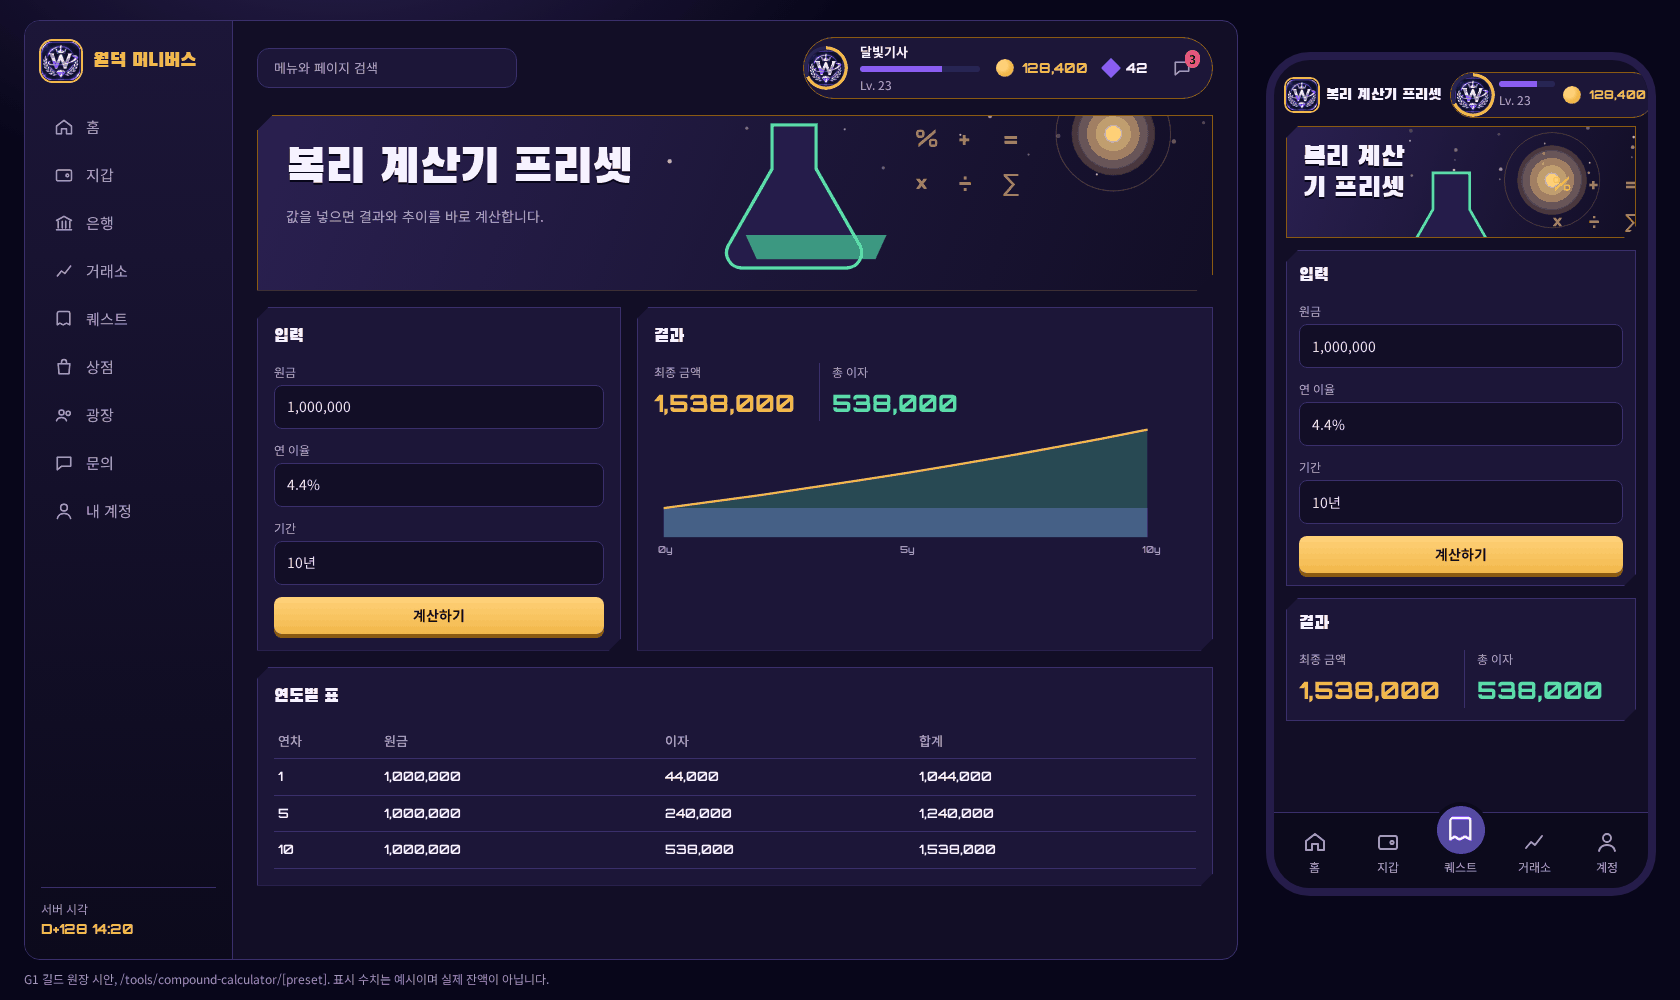 월덕 머니버스
홈
지갑
은행
거래소
퀘스트
상점
광장
문의
내 계정
서버 시각
D+128 14:20
메뉴와 페이지 검색
달빛기사
Lv. 23
128,400
42
3
복리 계산기 프리셋
값을 넣으면 결과와 추이를 바로 계산합니다.
% + =
x ÷ ∑
입력
원금
1,000,000
연 이율
4.4%
기간
10년
계산하기
결과
최종 금액
1,538,000
총 이자
538,000
0y 5y 10y
연도별 표
연차 원금 이자 합계
1 1,000,000 44,000 1,044,000
5 1,000,000 240,000 1,240,000
10 1,000,000 538,000 1,538,000
G1 길드 원장 시안, /tools/compound-calculator/[preset]. 표시 수치는 예시이며 실제 잔액이 아닙니다.
W
복리 계산기 프리셋
Lv. 23
128,400
복리 계산
기 프리셋
% + =
x ÷ ∑
입력
원금
1,000,000
연 이율
4.4%
기간
10년
계산하기
결과
최종 금액
1,538,000
총 이자
538,000
홈
지갑
퀘스트
거래소
계정